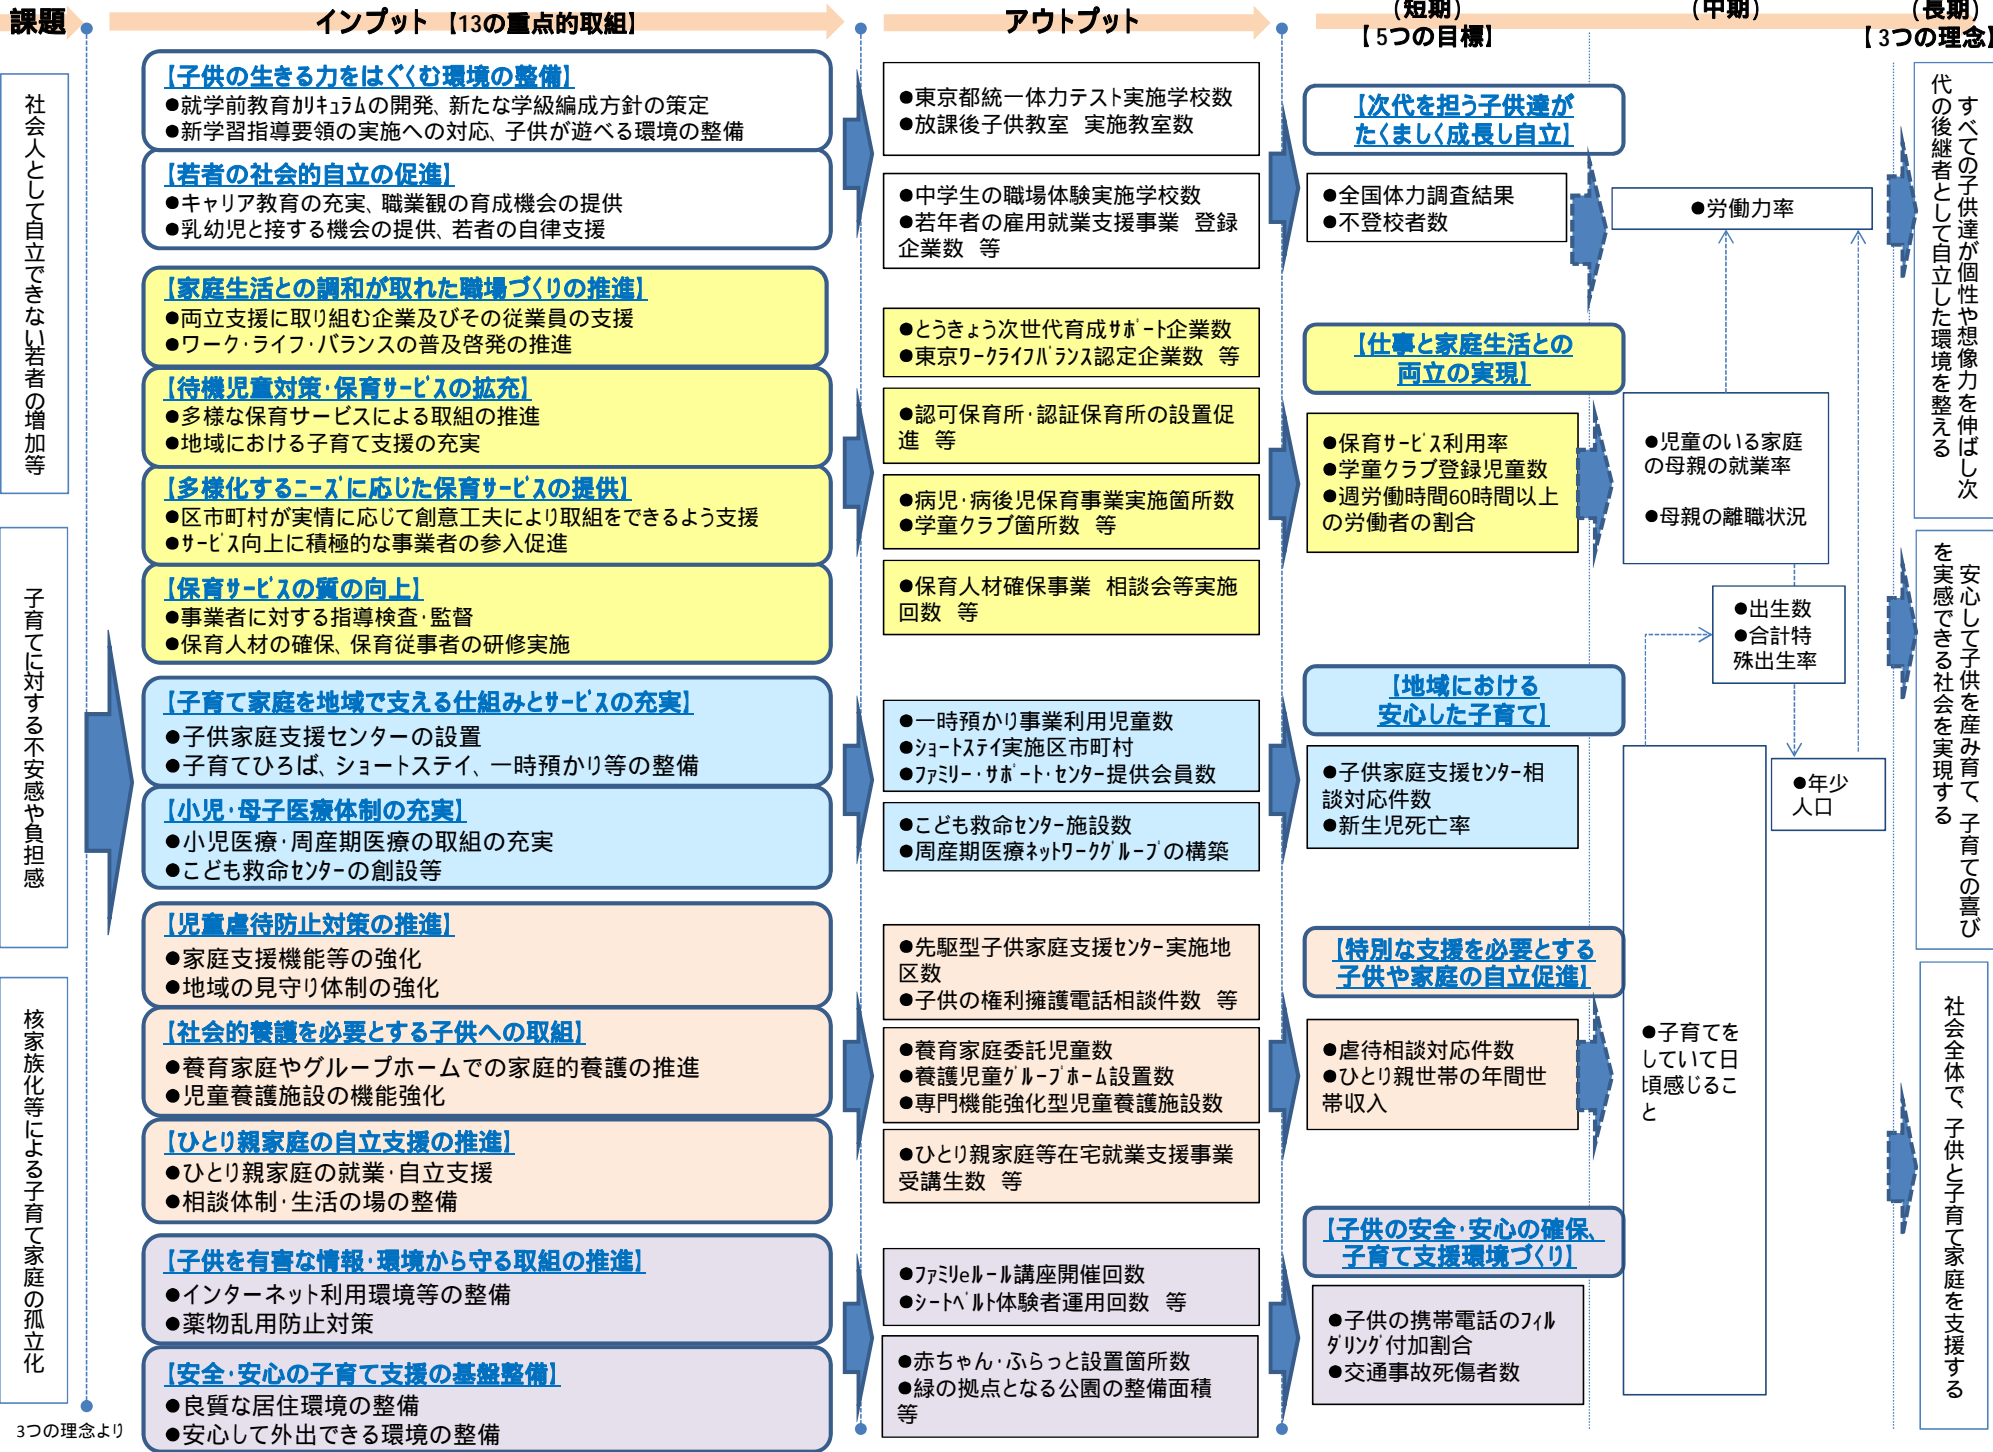 課題
インプット 【13の重点的取組】
アウトプット
(短期)
【5つの目標】
(中期)
(長期)
【3つの理念】
社会人として自立できない若者の増加等
子育てに対する不安感や負担感
核家族化等による子育て家庭の孤立化
3つの理念より
【子供の生きる力をはぐくむ環境の整備】
●就学前教育カリキュラムの開発、新たな学級編成方針の策定
●新学習指導要領の実施への対応、子供が遊べる環境の整備
【若者の社会的自立の促進】
●キャリア教育の充実、職業観の育成機会の提供
●乳幼児と接する機会の提供、若者の自律支援
【家庭生活との調和が取れた職場づくりの推進】
●両立支援に取り組む企業及びその従業員の支援
●ワーク・ライフ・バランスの普及啓発の推進
【待機児童対策・保育サービスの拡充】
●多様な保育サービスによる取組の推進
●地域における子育て支援の充実
【多様化するニーズに応じた保育サービスの提供】
●区市町村が実情に応じて創意工夫により取組をできるよう支援
●サービス向上に積極的な事業者の参入促進
【保育サービスの質の向上】
●事業者に対する指導検査・監督
●保育人材の確保、保育従事者の研修実施
【子育て家庭を地域で支える仕組みとサービスの充実】
●子供家庭支援センターの設置
●子育てひろば、ショートステイ、一時預かり等の整備
【小児・母子医療体制の充実】
●小児医療・周産期医療の取組の充実
●こども救命センターの創設等
【児童虐待防止対策の推進】
●家庭支援機能等の強化
●地域の見守り体制の強化
【社会的養護を必要とする子供への取組】
●養育家庭やグループホームでの家庭的養護の推進
●児童養護施設の機能強化
【ひとり親家庭の自立支援の推進】
●ひとり親家庭の就業・自立支援
●相談体制・生活の場の整備
【子供を有害な情報・環境から守る取組の推進】
●インターネット利用環境等の整備
●薬物乱用防止対策
【安全・安心の子育て支援の基盤整備】
●良質な居住環境の整備
●安心して外出できる環境の整備
●東京都統一体力テスト実施学校数
●放課後子供教室 実施教室数
●中学生の職場体験実施学校数
●若年者の雇用就業支援事業 登録
企業数 等
●とうきょう次世代育成サポート企業数
●東京ワークライフバランス認定企業数 等
●認可保育所・認証保育所の設置促
進 等
●病児・病後児保育事業実施箇所数
●学童クラブ箇所数 等
●保育人材確保事業 相談会等実施
回数 等
●一時預かり事業利用児童数
●ショートステイ実施区市町村
●ファミリー・サポート・センター提供会員数
●こども救命センター施設数
●周産期医療ネットワークグループの構築
●先駆型子供家庭支援センター実施地
区数
●子供の権利擁護電話相談件数 等
●養育家庭委託児童数
●養護児童グループホーム設置数
●専門機能強化型児童養護施設数
●ひとり親家庭等在宅就業支援事業
受講生数 等
●ファミリeルール講座開催回数
●シートベルト体験者運用回数 等
●赤ちゃん・ふらっと設置箇所数
●緑の拠点となる公園の整備面積
等
【次代を担う子供達が
たくましく成長し自立】
●全国体力調査結果
●不登校者数
【仕事と家庭生活との
両立の実現】
●保育サービス利用率
●学童クラブ登録児童数
●週労働時間60時間以上
の労働者の割合
【地域における
安心した子育て】
●子供家庭支援センター相
談対応件数
●新生児死亡率
【特別な支援を必要とする
子供や家庭の自立促進】
●虐待相談対応件数
●ひとり親世帯の年間世
帯収入
【子供の安全・安心の確保、
子育て支援環境づくり】
●子供の携帯電話のフィル
タリング付加割合
●交通事故死傷者数
●労働力率
●児童のいる家庭
の母親の就業率
●母親の離職状況
●出生数
●合計特
殊出生率
●年少
人口
●子育てを
していて日
頃感じるこ
と
すべての子供達が個性や想像力を伸ばし次
代の後継者として自立した環境を整える
安心して子供を産み育て、子育ての喜び
を実感できる社会を実現する
社会全体で、子供と子育て家庭を支援する